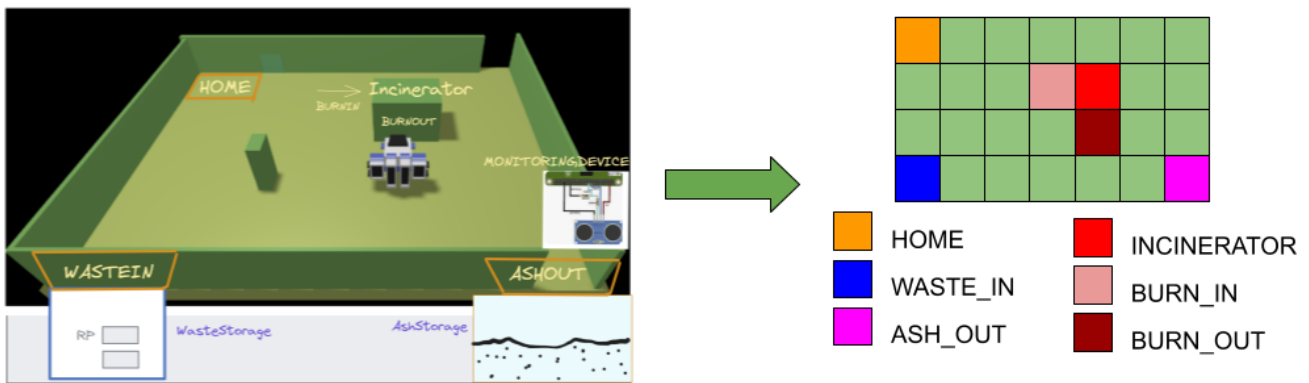 HOME
Incinerator
BURNIN
BURNOUT
MONITORING DEVICE
WASTEIN
ASHOUT
RP
WasteStorage
AshStorage
HOME
WASTE_IN
ASH_OUT
INCINERATOR
BURN_IN
BURN_OUT